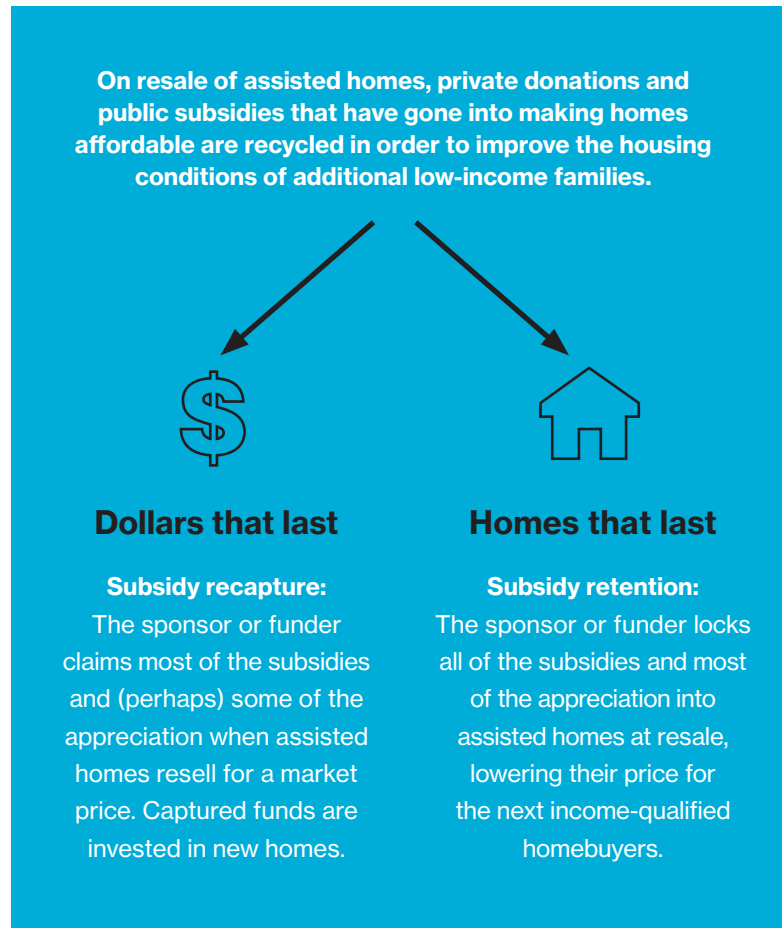 On resale of assisted homes, private donations and
public subsidies that have gone into making homes
affordable are recycled in order to improve the housing
conditions of additional low-income families.
Dollars that last
Subsidy recapture:
The sponsor or funder
claims most of the subsidies
and (perhaps) some of the
appreciation when assisted
homes resell for a market
price. Captured funds are
invested in new homes.
Homes that last
Subsidy retention:
The sponsor or funder locks
all of the subsidies and most
of the appreciation into
assisted homes at resale,
lowering their price for
the next income-qualified
homebuyers.